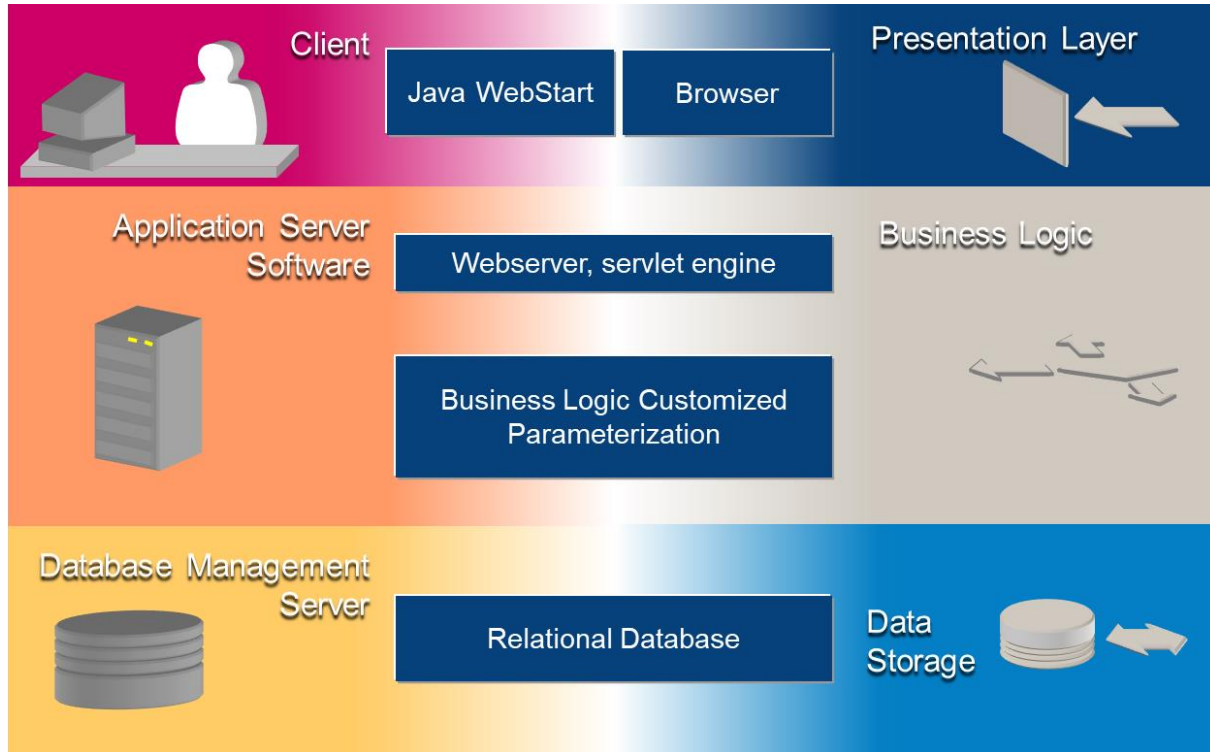 Client
Java WebStart
Browser
Presentation Layer
Application Server
Software
Webserver, servlet engine
Business Logic
Business Logic Customized
Parameterization
Database Management
Server
Relational Database
Data
Storage